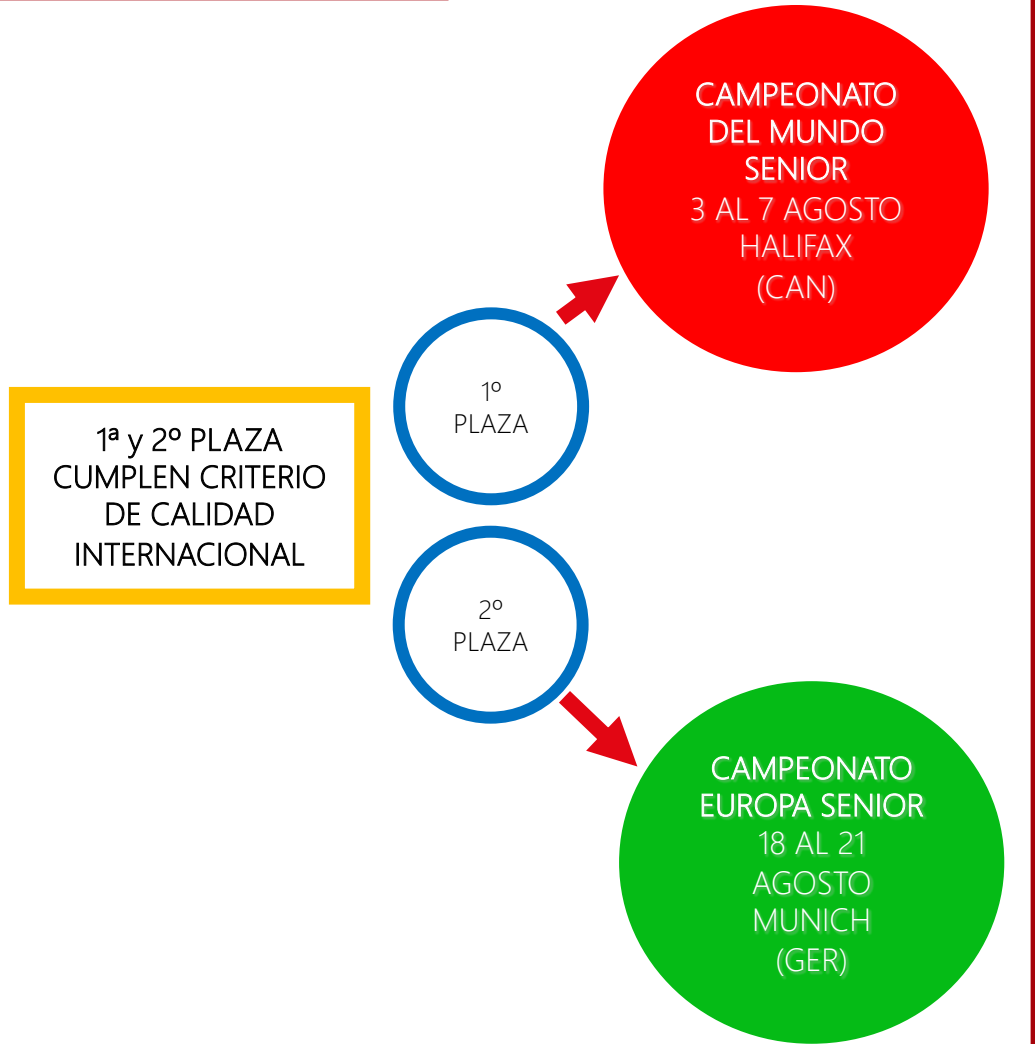 CAMPEONATO
DEL MUNDO
SENIOR
3 AL 7 AGOSTO
HALIFAX
(CAN)
1º
PLAZA
1ª y 2º PLAZA
CUMPLEN CRITERIO
DE CALIDAD
INTERNACIONAL
2º
PLAZA
CAMPEONATO
EUROPA SENIOR
18 AL 21
AGOSTO
MUNICH
(GER)